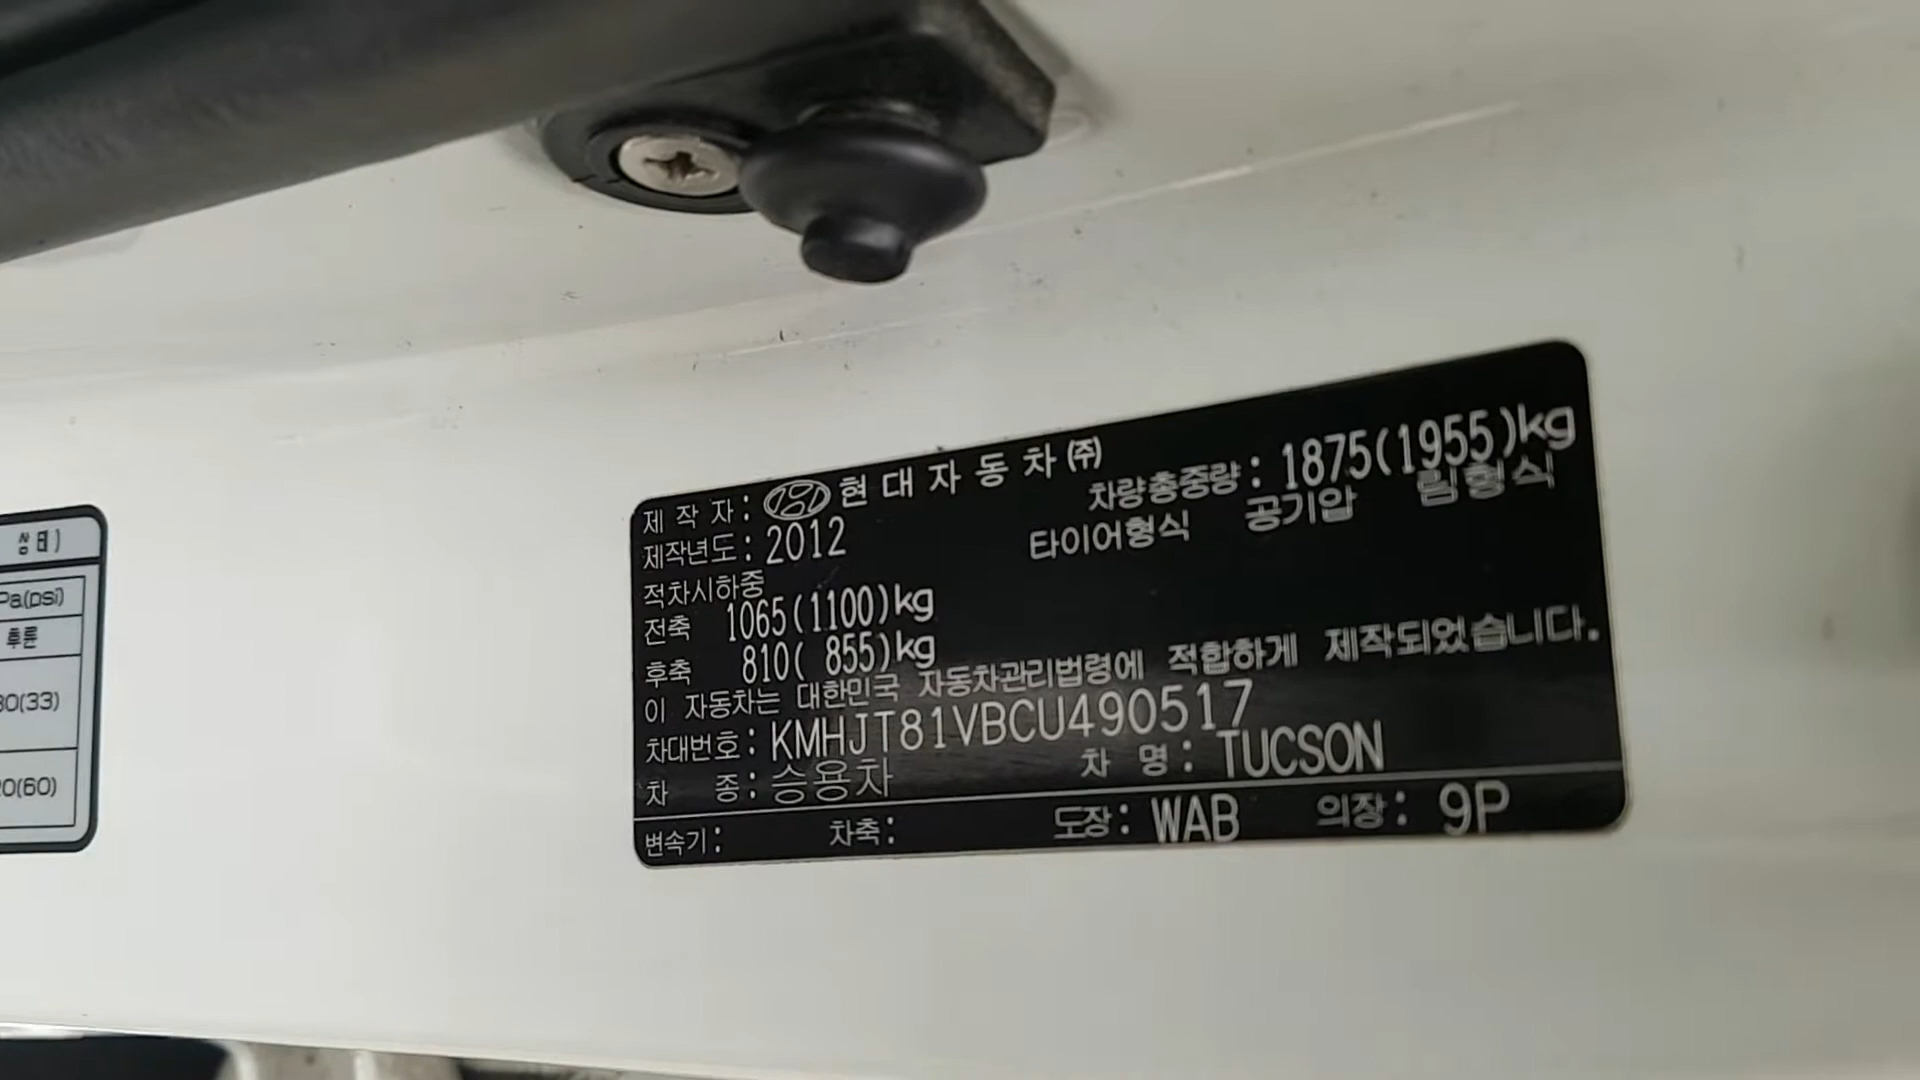 상태)
Pa(psi)
후륜
30(33)
20(60)
제 작 자 : 현 대 자 동 차 ㈜
차량총중량 : 1875(1955)kg
제작년도 : 2012
타이어형식 공기압 림형식
적차시하중
전축 1065(1100)kg
후축 810( 855)kg
이 자동차는 대한민국 자동차관리법령에 적합하게 제작되었습니다.
차대번호 : KMHJT81VBCU490517
차 종 : 승용차 차 명 : TUCSON
변속기 : 차축 : 도장 : WAB 의장 : 9P